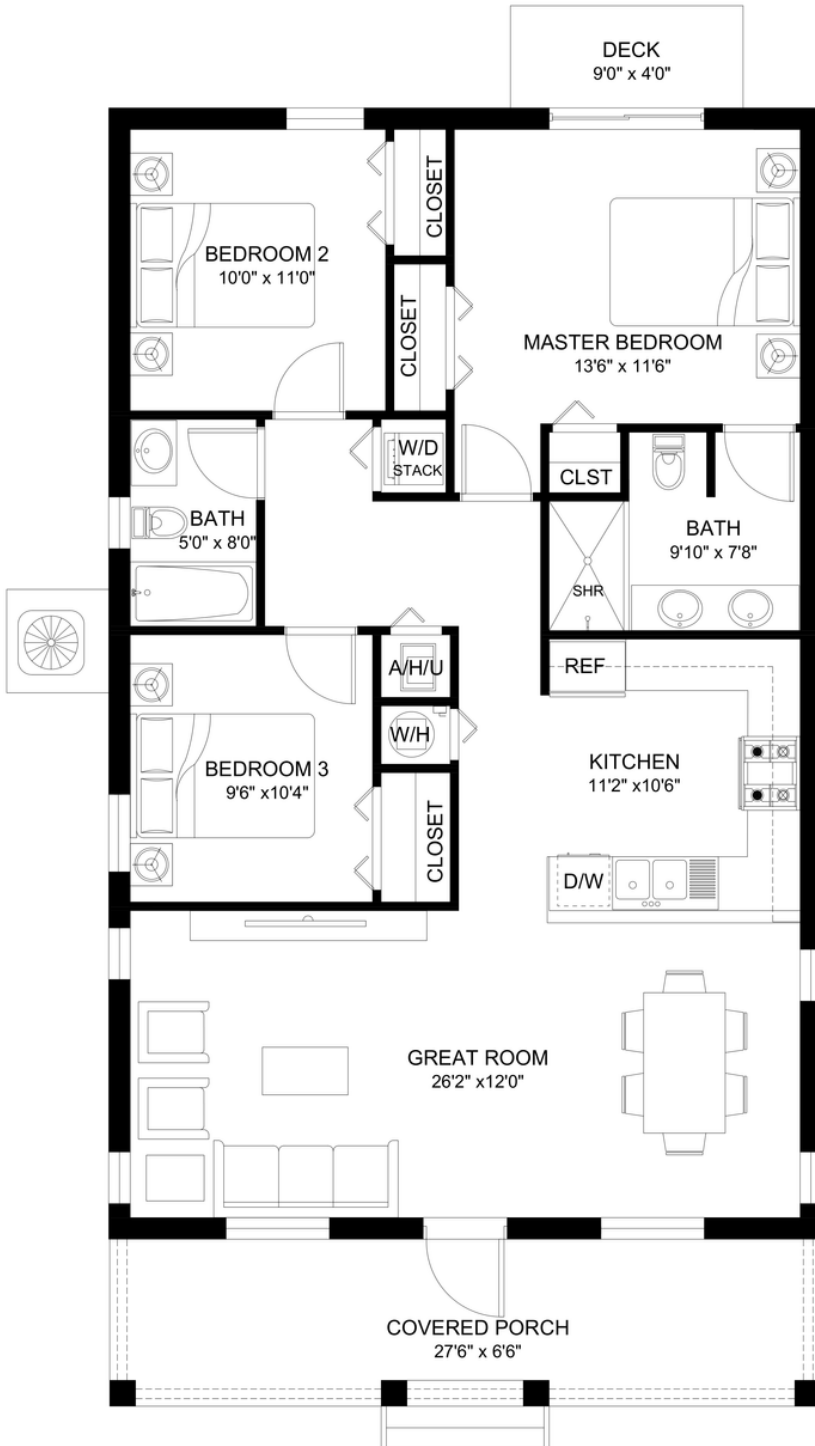 DECK
9'0" x 4'0"
CLOSET
BEDROOM 2
10'0" x 11'0"
CLOSET
MASTER BEDROOM
13'6" x 11'6"
W/D
STACK
CLST
BATH
5'0" x 8'0"
BATH
9'10" x 7'8"
SHR
A/H/U
REF
W/H
KITCHEN
11'2" x10'6"
BEDROOM 3
9'6" x10'4"
CLOSET
D/W
GREAT ROOM
26'2" x12'0"
COVERED PORCH
27'6" x 6'6"